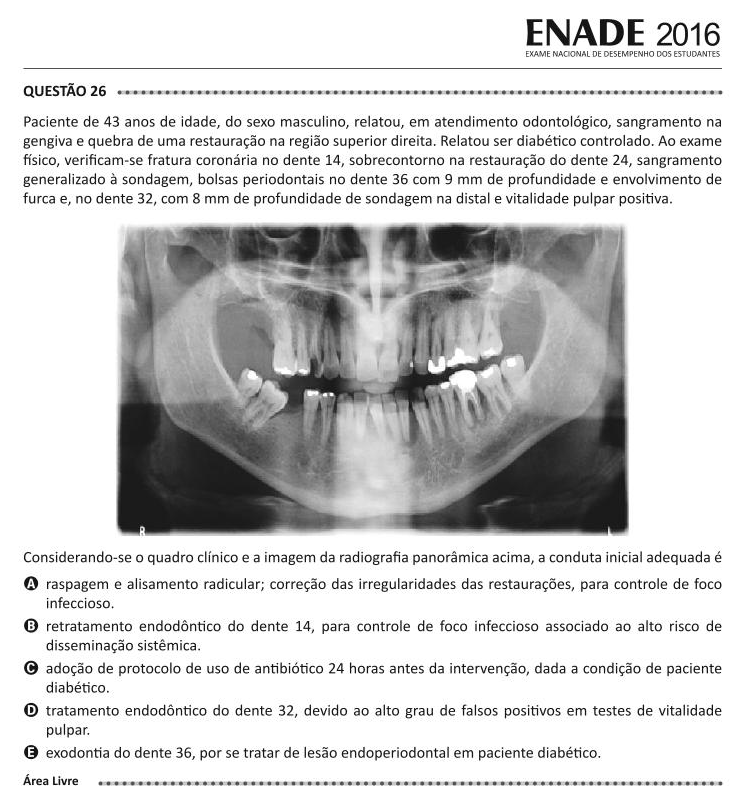 ENADE 2016
EXAME NACIONAL DE DESEMPENHO DOS ESTUDANTES
QUESTÃO 26
Paciente de 43 anos de idade, do sexo masculino, relatou, em atendimento odontológico, sangramento na
gengiva e quebra de uma restauração na região superior direita. Relatou ser diabético controlado. Ao exame
físico, verificam-se fratura coronária no dente 14, sobrecontorno na restauração do dente 24, sangramento
generalizado à sondagem, bolsas periodontais no dente 36 com 9 mm de profundidade e envolvimento de
furca e, no dente 32, com 8 mm de profundidade de sondagem na distal e vitalidade pulpar positiva.
R L
Considerando-se o quadro clínico e a imagem da radiografia panorâmica acima, a conduta inicial adequada é
A raspagem e alisamento radicular; correção das irregularidades das restaurações, para controle de foco
infeccioso.
B retratamento endodôntico do dente 14, para controle de foco infeccioso associado ao alto risco de
disseminação sistêmica.
C adoção de protocolo de uso de antibiótico 24 horas antes da intervenção, dada a condição de paciente
diabético.
D tratamento endodôntico do dente 32, devido ao alto grau de falsos positivos em testes de vitalidade
pulpar.
E exodontia do dente 36, por se tratar de lesão endoperiodontal em paciente diabético.
Área Livre